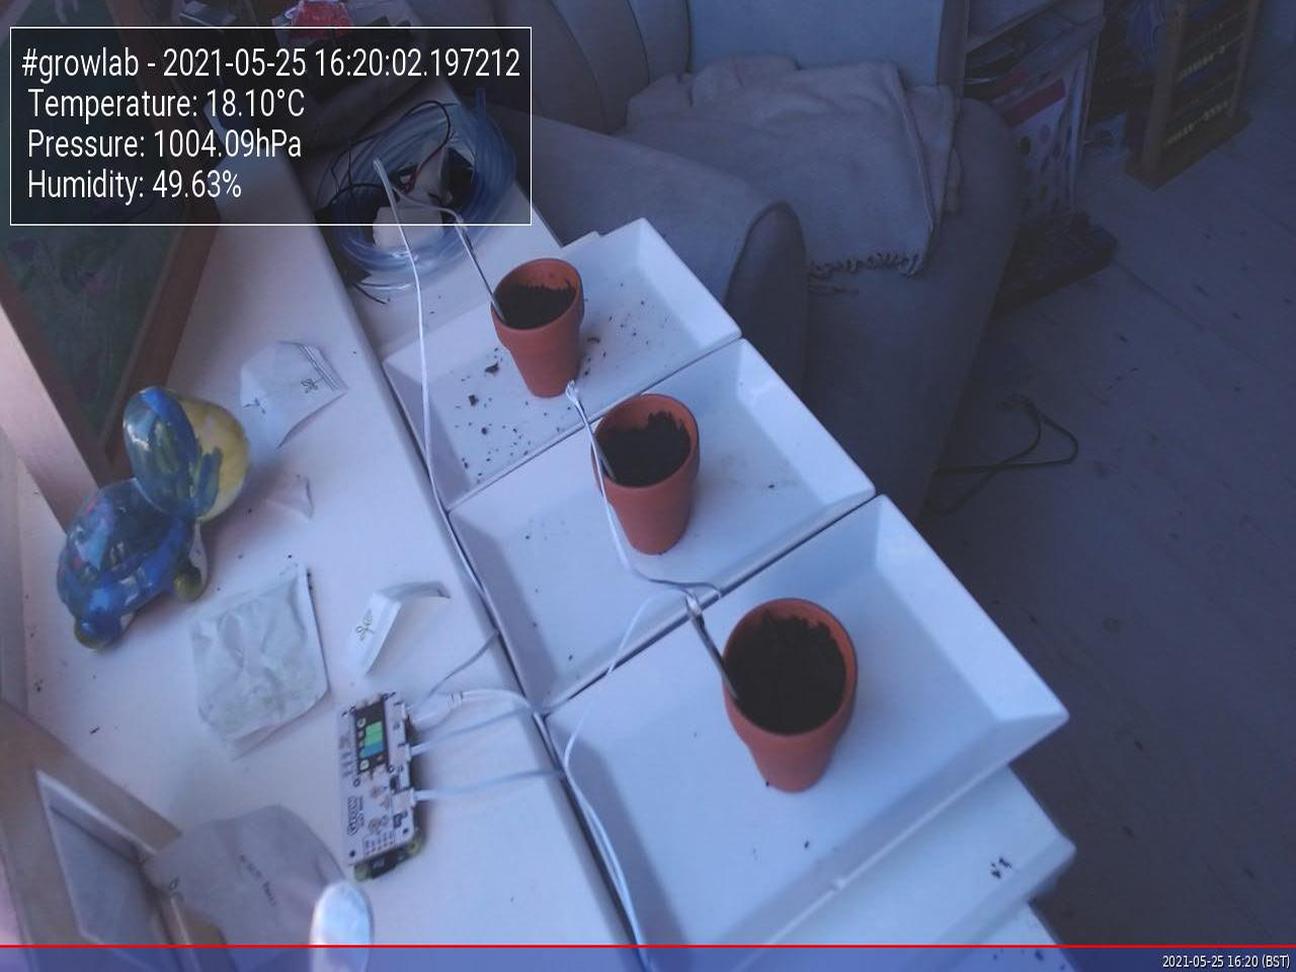 #growlab - 2021-05-25 16:20:02.197212
Temperature: 18.10°C
Pressure: 1004.09hPa
Humidity: 49.63%
2021-05-25 16:20 (BST)